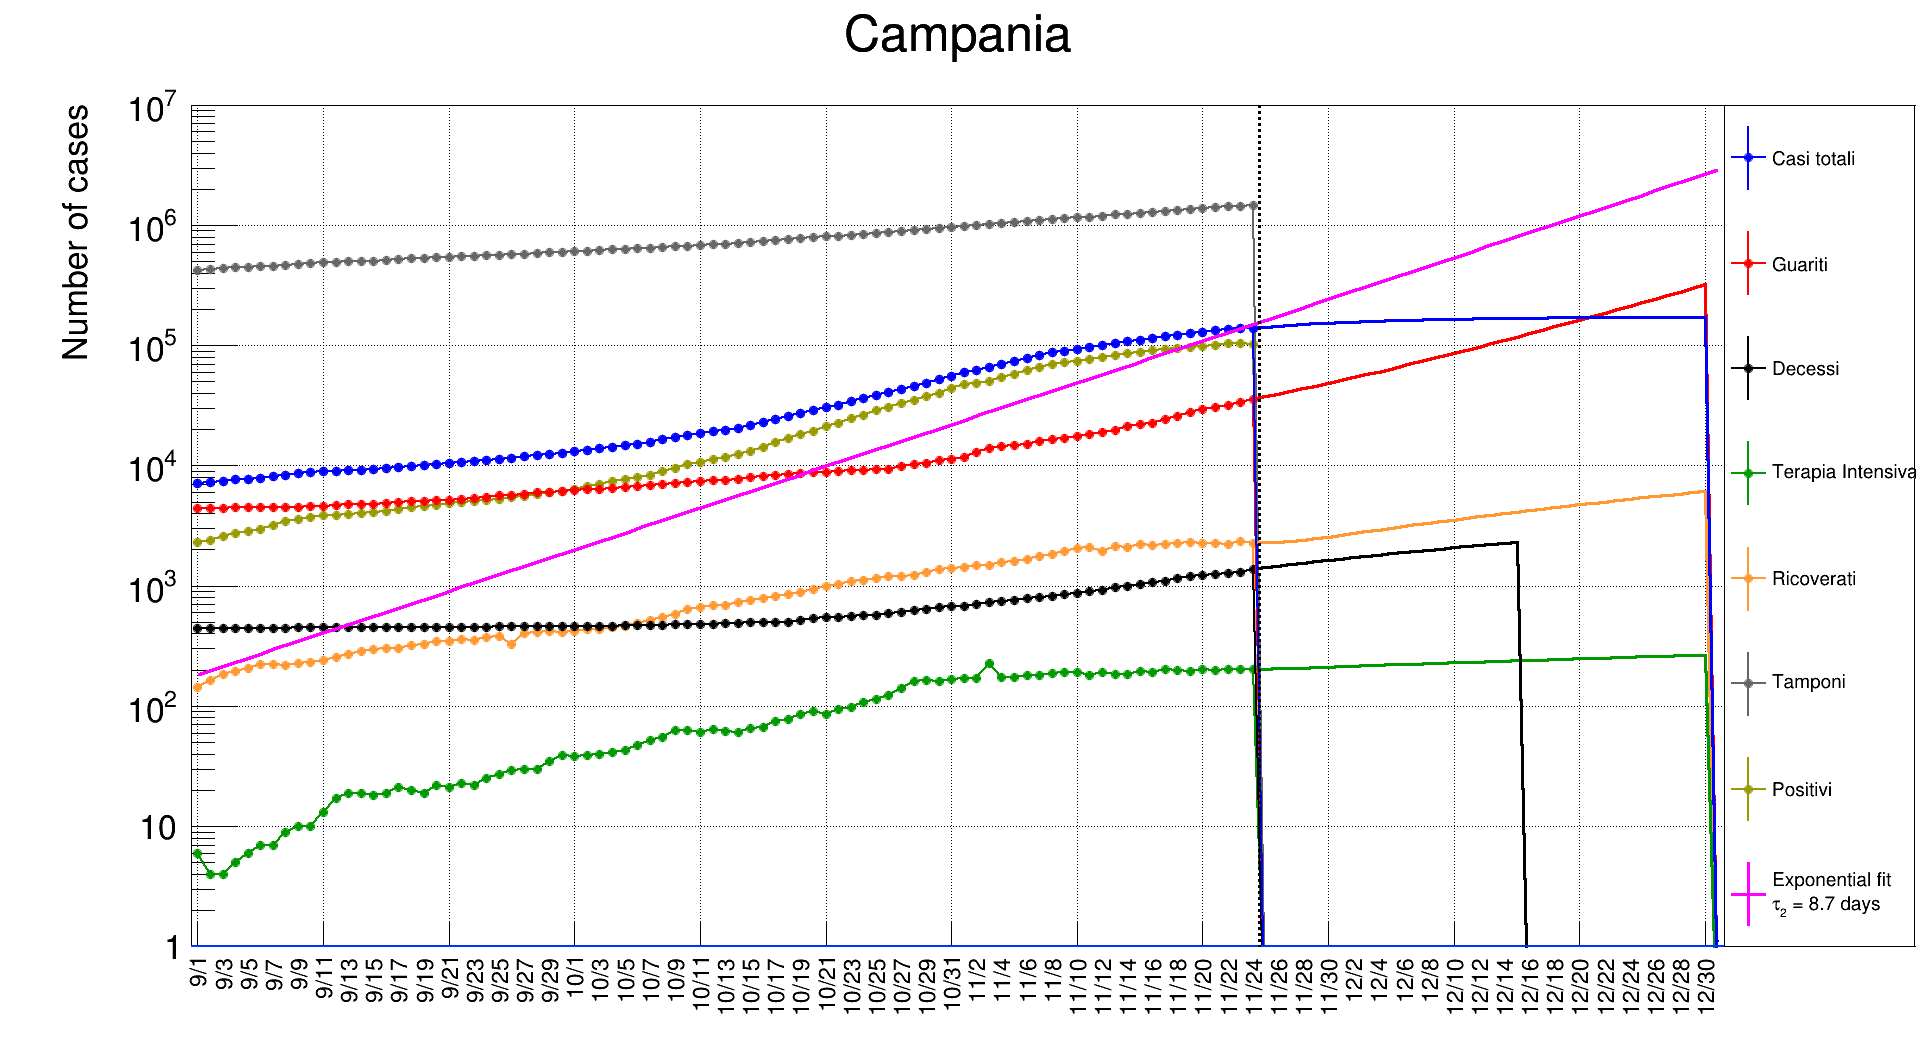 Campania
Number of cases
10^7
10^6
10^5
10^4
10^3
10^2
10
1
9/1 9/3 9/5 9/7 9/9 9/11 9/13 9/15 9/17 9/19 9/21 9/23 9/25 9/27 9/29 10/1 10/3 10/5 10/7 10/9 10/11 10/13 10/15 10/17 10/19 10/21 10/23 10/25 10/27 10/29 10/31 11/2 11/4 11/6 11/8 11/10 11/12 11/14 11/16 11/18 11/20 11/22 11/24 11/26 11/28 11/30 12/2 12/4 12/6 12/8 12/10 12/12 12/14 12/16 12/18 12/20 12/22 12/24 12/26 12/28 12/30
Casi totali
Guariti
Decessi
Terapia Intensiva
Ricoverati
Tamponi
Positivi
Exponential fit
τ₂ = 8.7 days